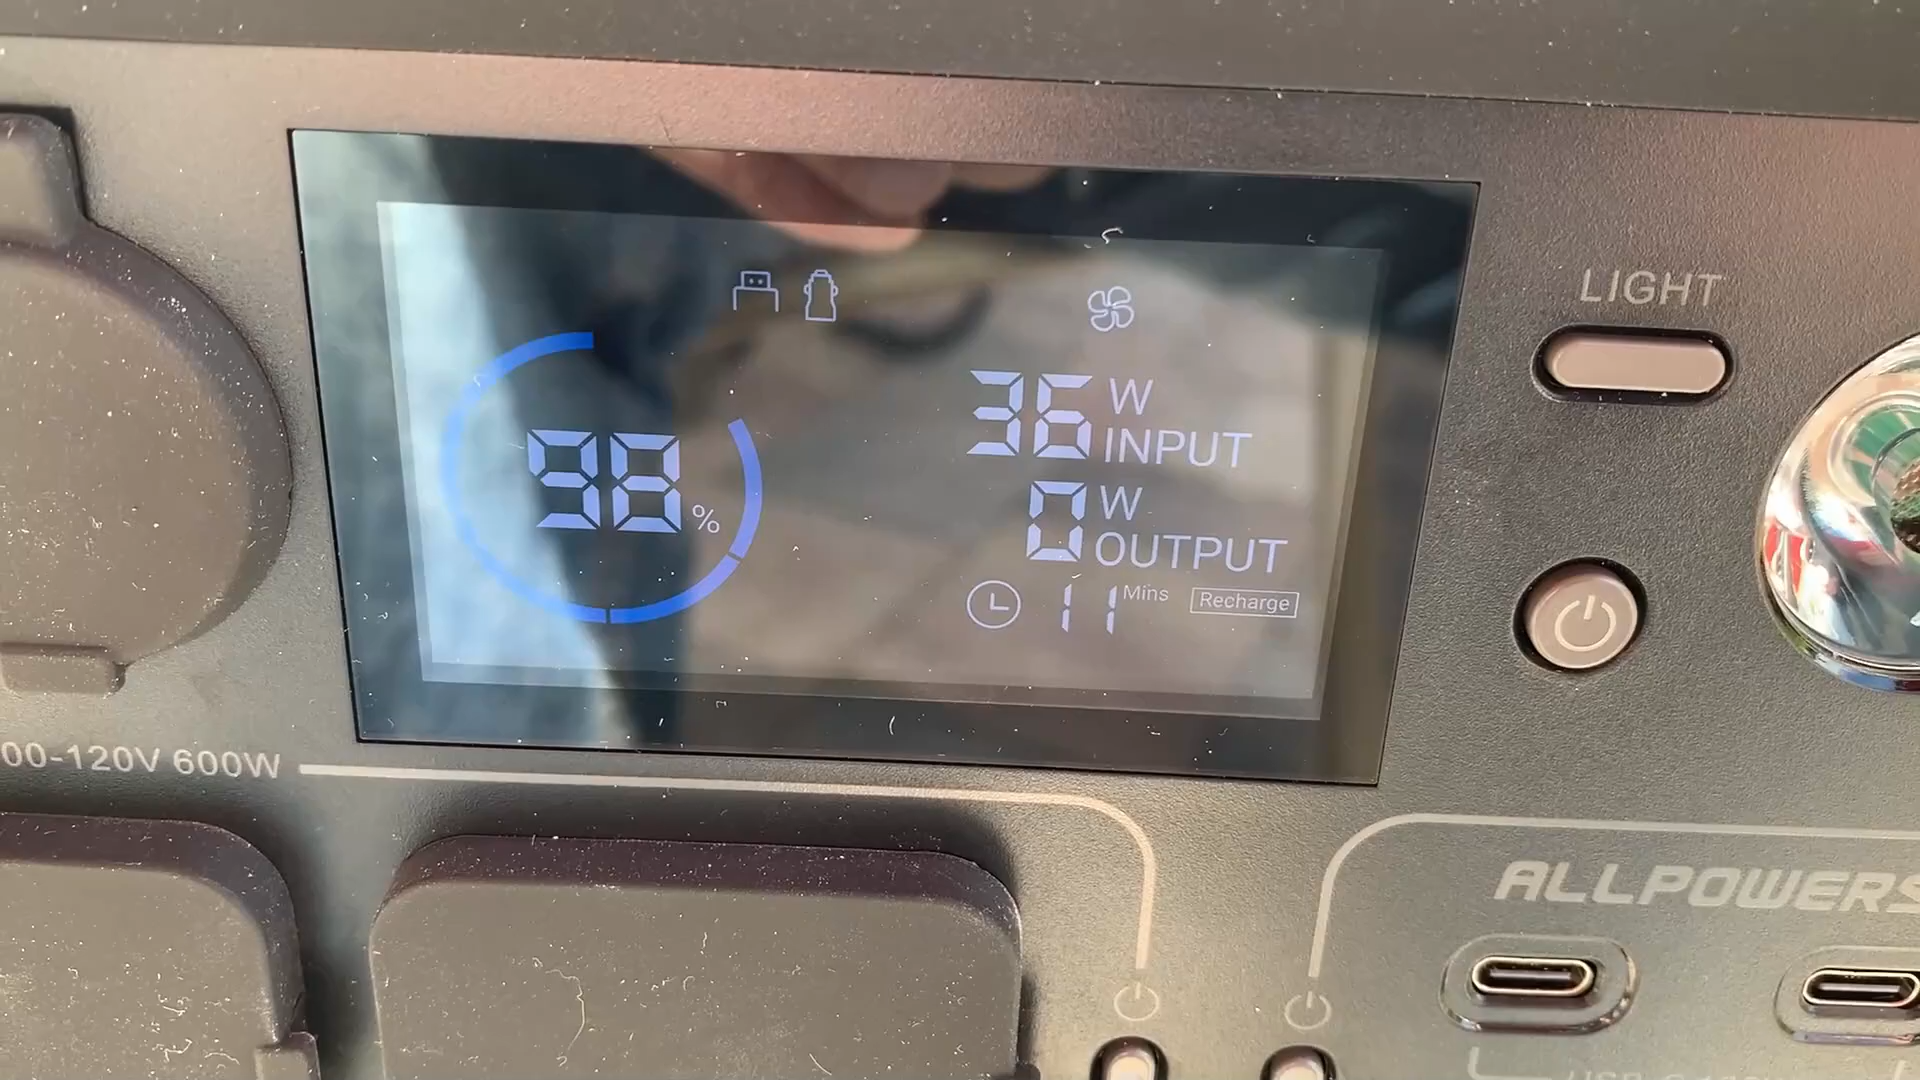 LIGHT
36 W
INPUT
98 %
0 W
OUTPUT
11 Mins Recharge
00-120V 600W
ALLPOWERS